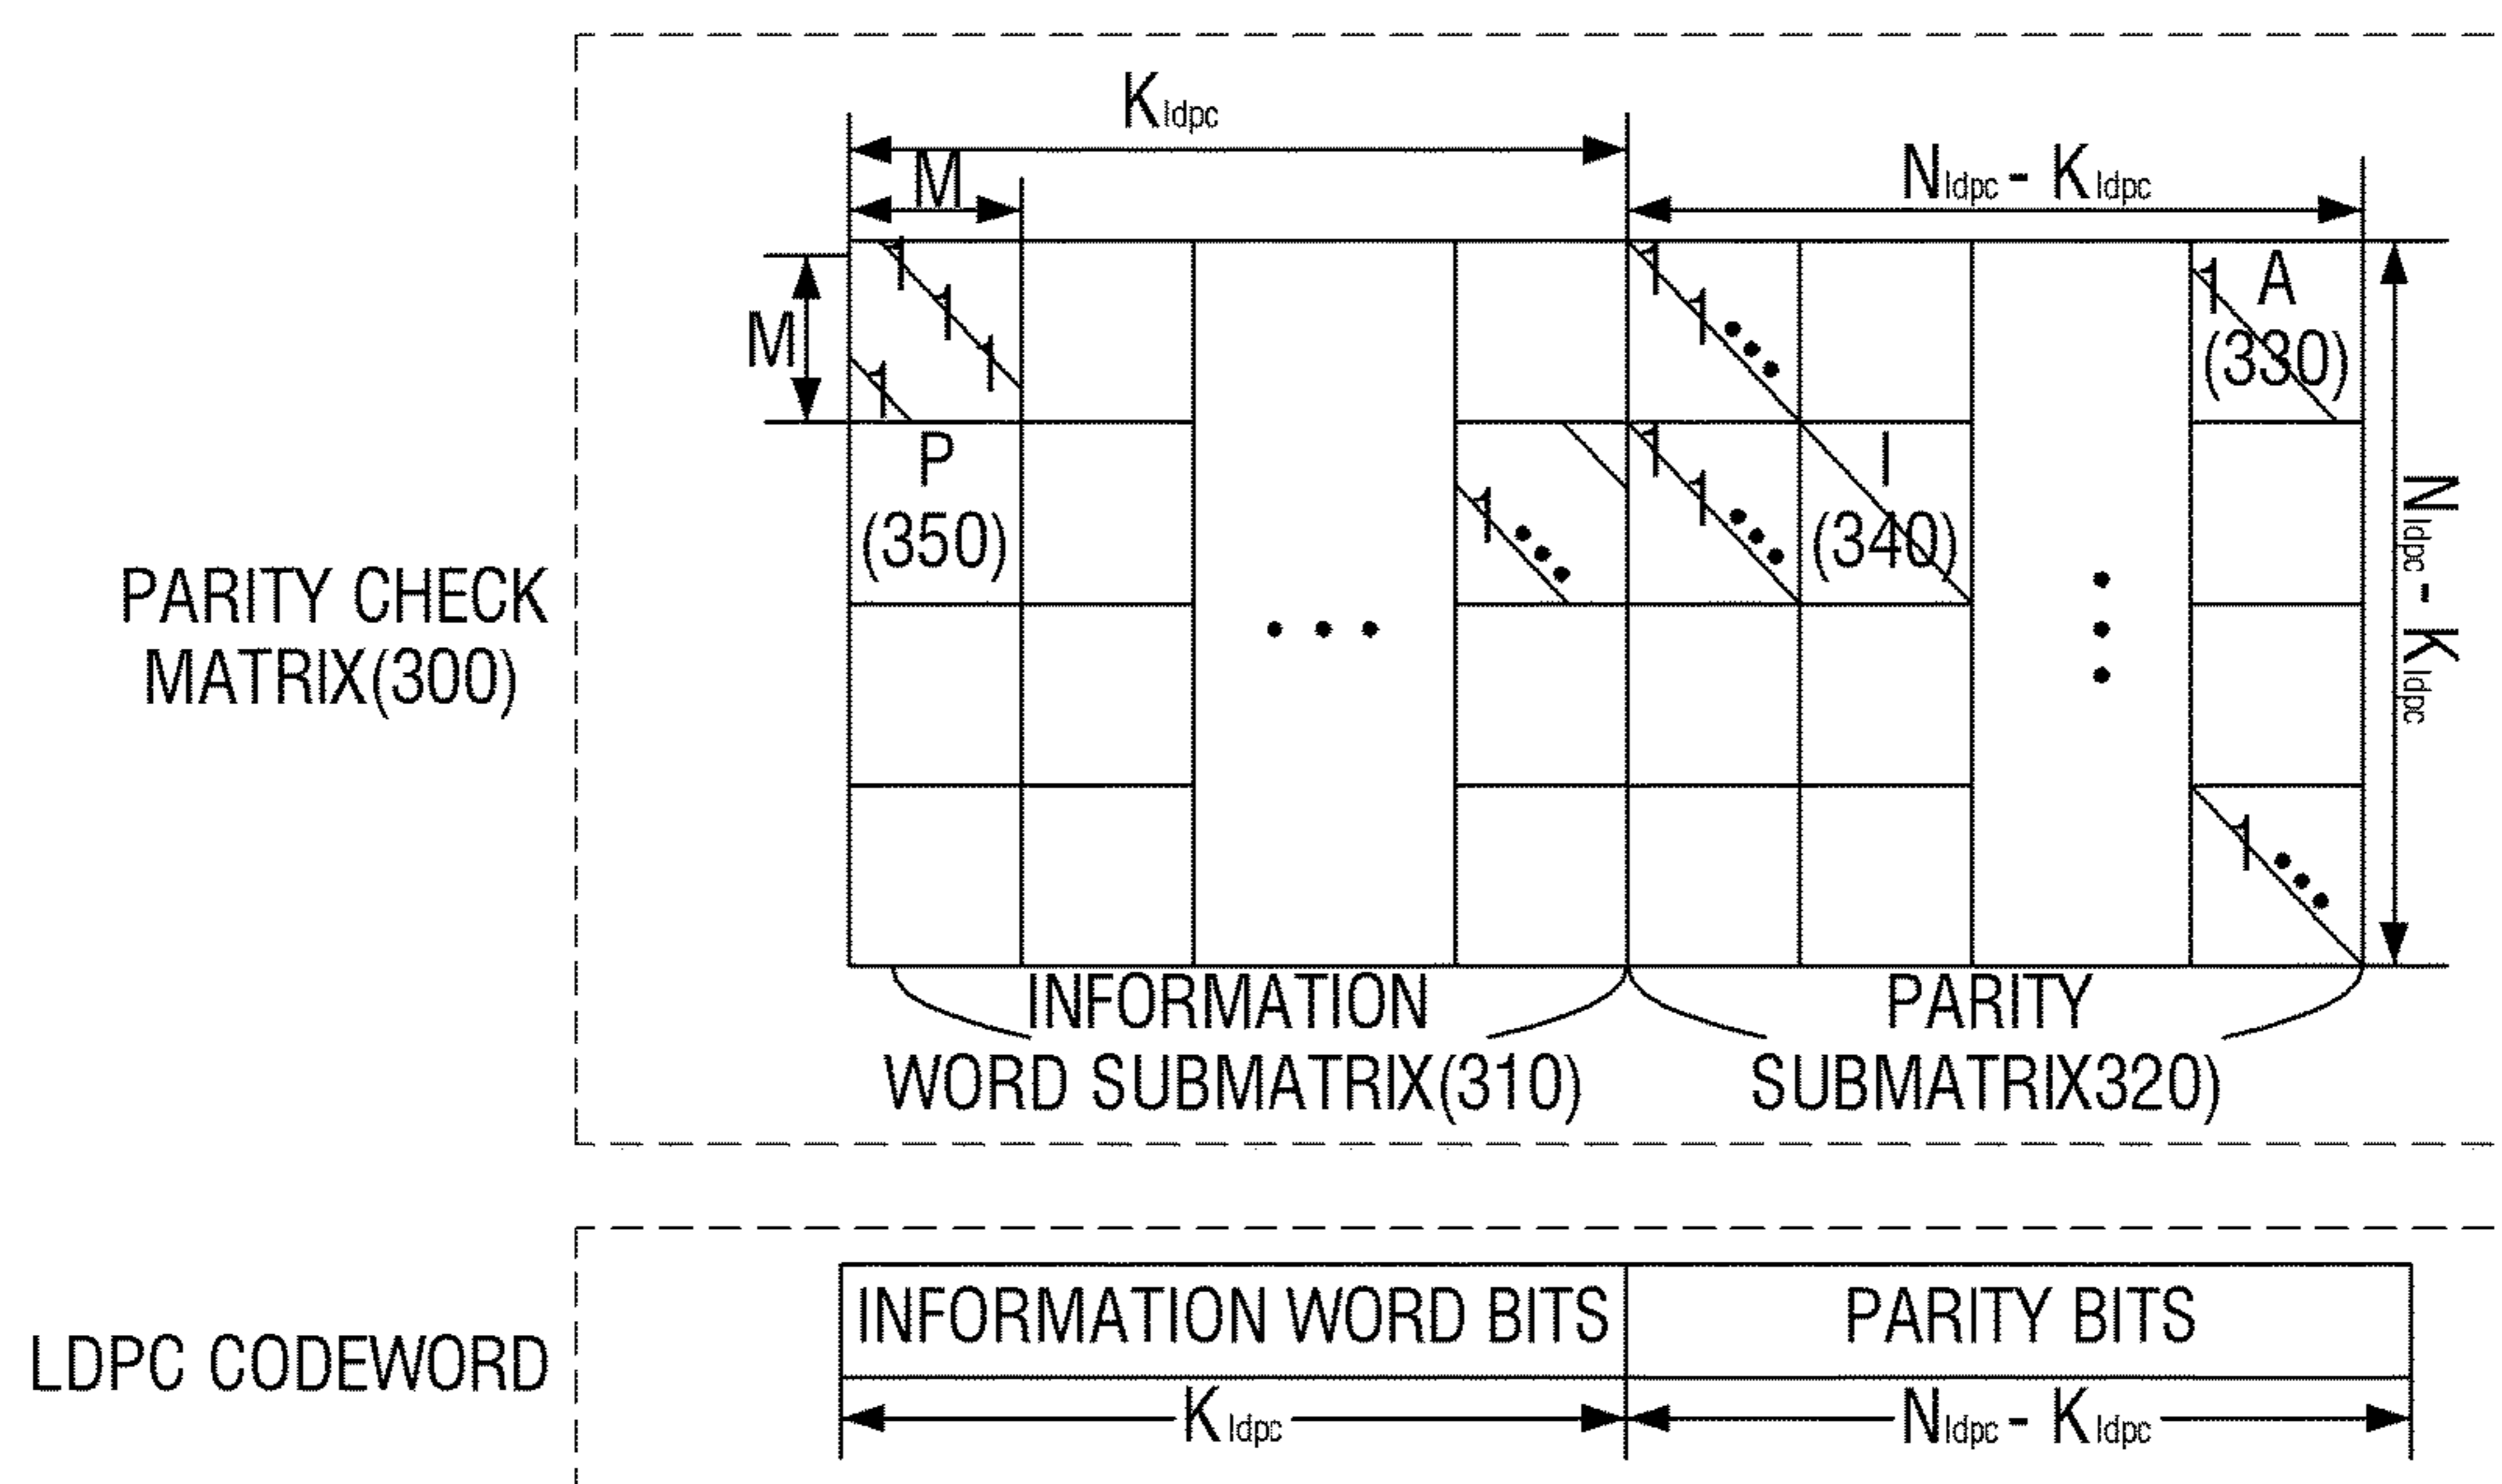 Kldpc
M
Nldpc - Kldpc
1
1
1
1
M
1
1
1
A
(330)
P
(350)
1
1
1
I
(340)
Nldpc - Kldpc
PARITY CHECK
MATRIX(300)
1
INFORMATION
WORD SUBMATRIX(310)
PARITY
SUBMATRIX320)
LDPC CODEWORD
INFORMATION WORD BITS
PARITY BITS
Kldpc
Nldpc - Kldpc